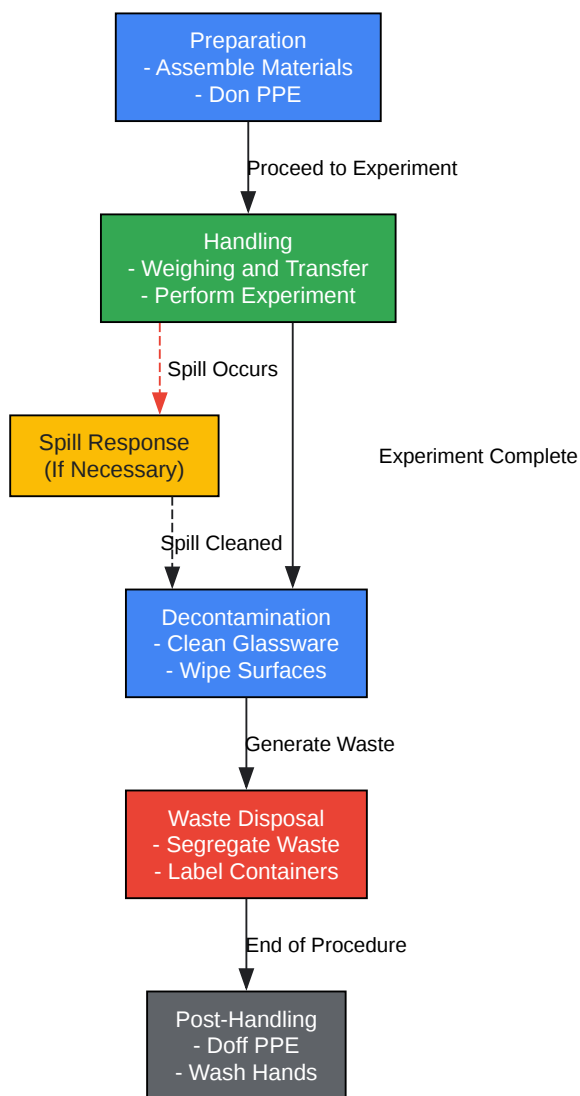 Preparation
- Assemble Materials
- Don PPE
Proceed to Experiment
Handling
- Weighing and Transfer
- Perform Experiment
Spill Occurs
Spill Response
(If Necessary)
Experiment Complete
Spill Cleaned
Decontamination
- Clean Glassware
- Wipe Surfaces
Generate Waste
Waste Disposal
- Segregate Waste
- Label Containers
End of Procedure
Post-Handling
- Doff PPE
- Wash Hands